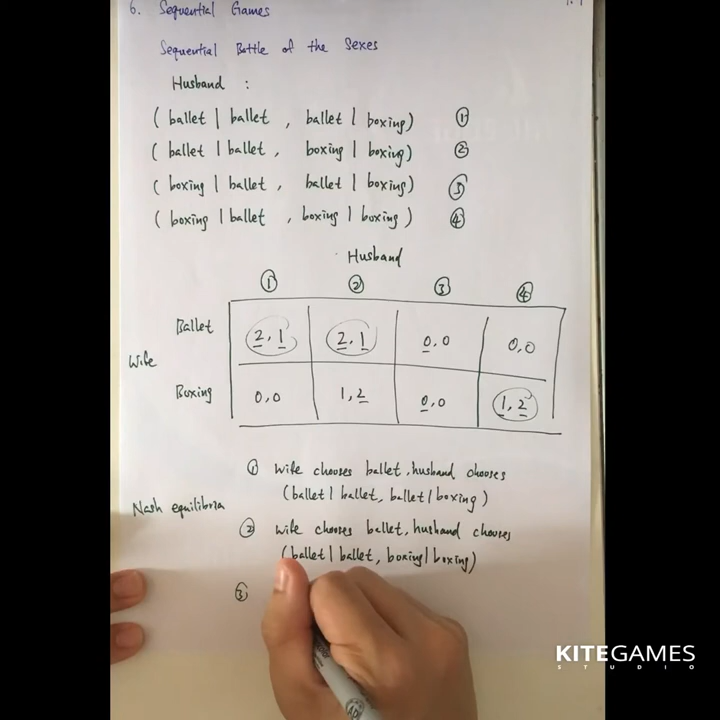 6. Sequential Games
Sequential Battle of the Sexes
Husband :
( ballet | ballet , ballet | boxing) ①
( ballet | ballet , boxing | boxing) ②
( boxing | ballet , ballet | boxing) ③
( boxing | ballet , boxing | boxing ) ④
Husband
① ② ③ ④
Ballet 2,1 2,1 0,0 0,0
Wife
Boxing 0,0 1,2 0,0 1,2
① Wife chooses ballet, husband chooses
(ballet | ballet, ballet | boxing )
Nash equilibria
② Wife chooses ballet, husband chooses
(ballet | ballet, boxing | boxing)
③
KITEGAMES
STUDIO